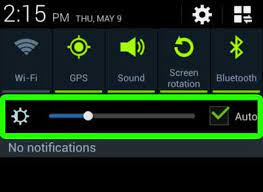 2:15 PM THU, MAY 9
Wi-Fi GPS Sound Screen rotation Bluetooth
Auto
No notifications